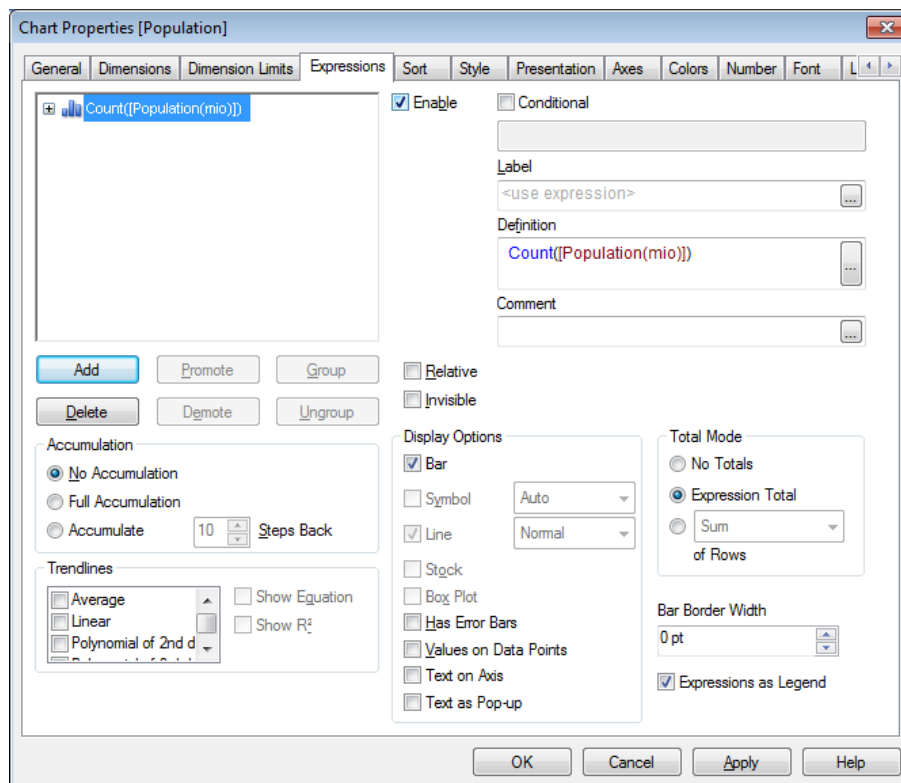 Chart Properties [Population]
General Dimensions Dimension Limits Expressions Sort Style Presentation Axes Colors Number Font L
Count([Population(mio)])
Enable Conditional
Label
<use expression>
...
Definition
Count([Population(mio)])
...
Comment
...
Add Promote Group
Relative
Delete Demote Ungroup
Invisible
Accumulation
No Accumulation
Full Accumulation
Accumulate 10 Steps Back
Display Options
Bar
Symbol Auto
Line Normal
Stock
Box Plot
Has Error Bars
Values on Data Points
Text on Axis
Text as Pop-up
Total Mode
No Totals
Expression Total
Sum
of Rows
Trendlines
Average
Linear
Polynomial of 2nd d
Show Equation
Show R²
Bar Border Width
0 pt
Expressions as Legend
OK Cancel Apply Help